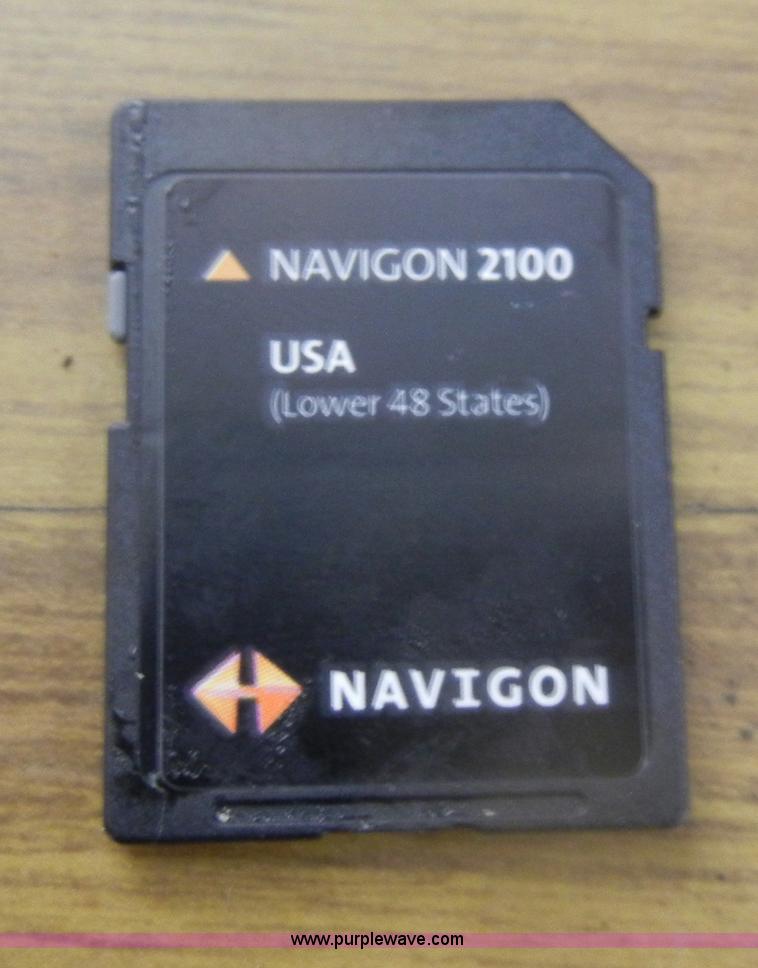 NAVIGON 2100
USA
(Lower 48 States)
NAVIGON
www.purplewave.com